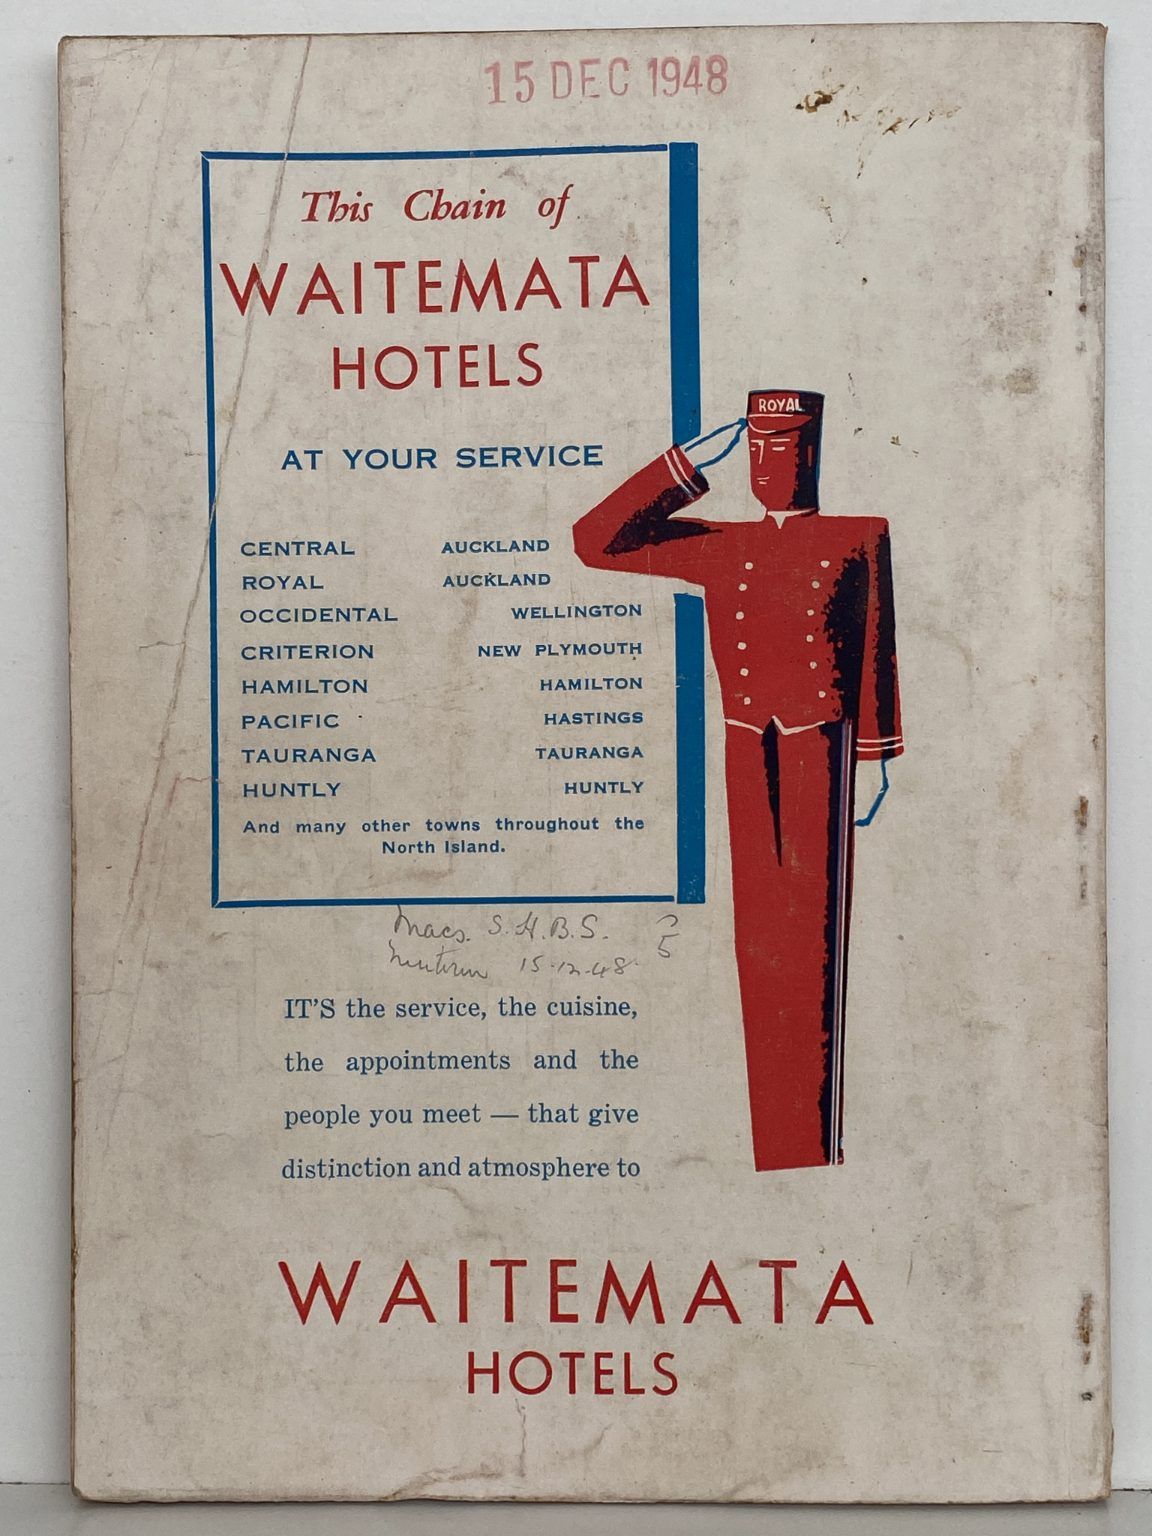 15 DEC 1948
This Chain of
WAITEMATA
HOTELS
AT YOUR SERVICE
ROYAL
CENTRAL AUCKLAND
ROYAL AUCKLAND
OCCIDENTAL WELLINGTON
CRITERION NEW PLYMOUTH
HAMILTON HAMILTON
PACIFIC HASTINGS
TAURANGA TAURANGA
HUNTLY HUNTLY
And many other towns throughout the
North Island.
Macs. S.H.B.S. 5
15-12-48
IT'S the service, the cuisine,
the appointments and the
people you meet — that give
distinction and atmosphere to
WAITEMATA
HOTELS